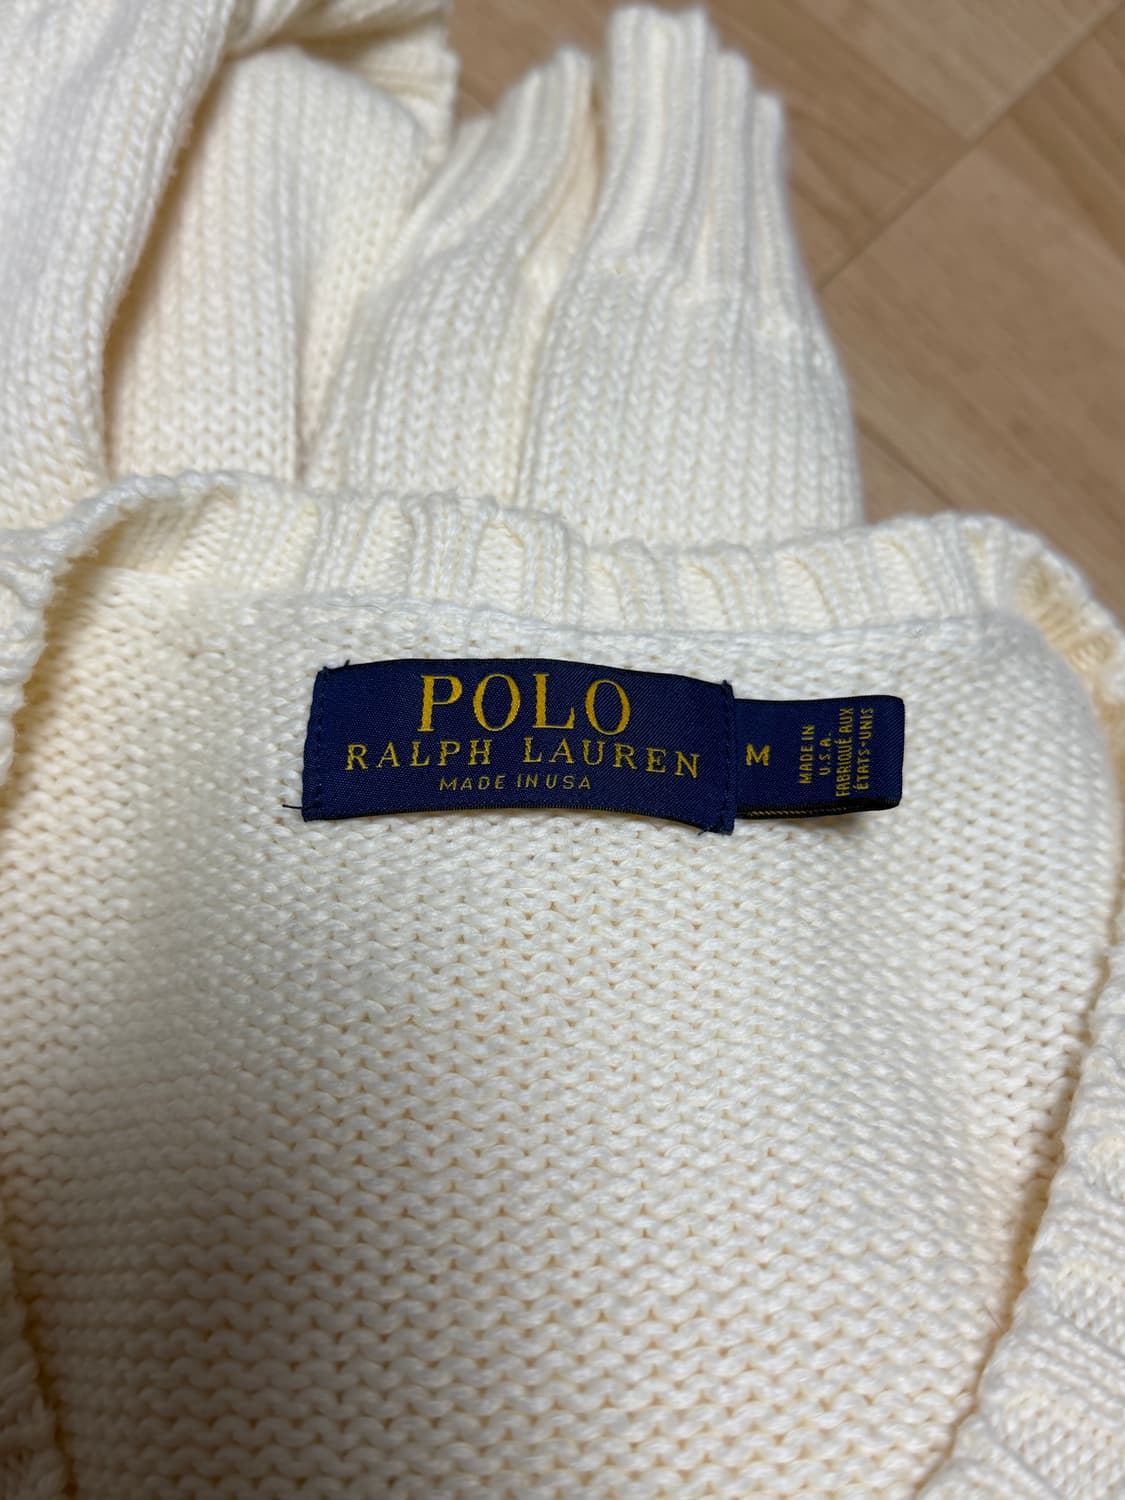 POLO
RALPH LAUREN
MADE IN USA
M
MADE IN
U.S.A.
FABRIQUÉ AUX
ÉTATS-UNIS